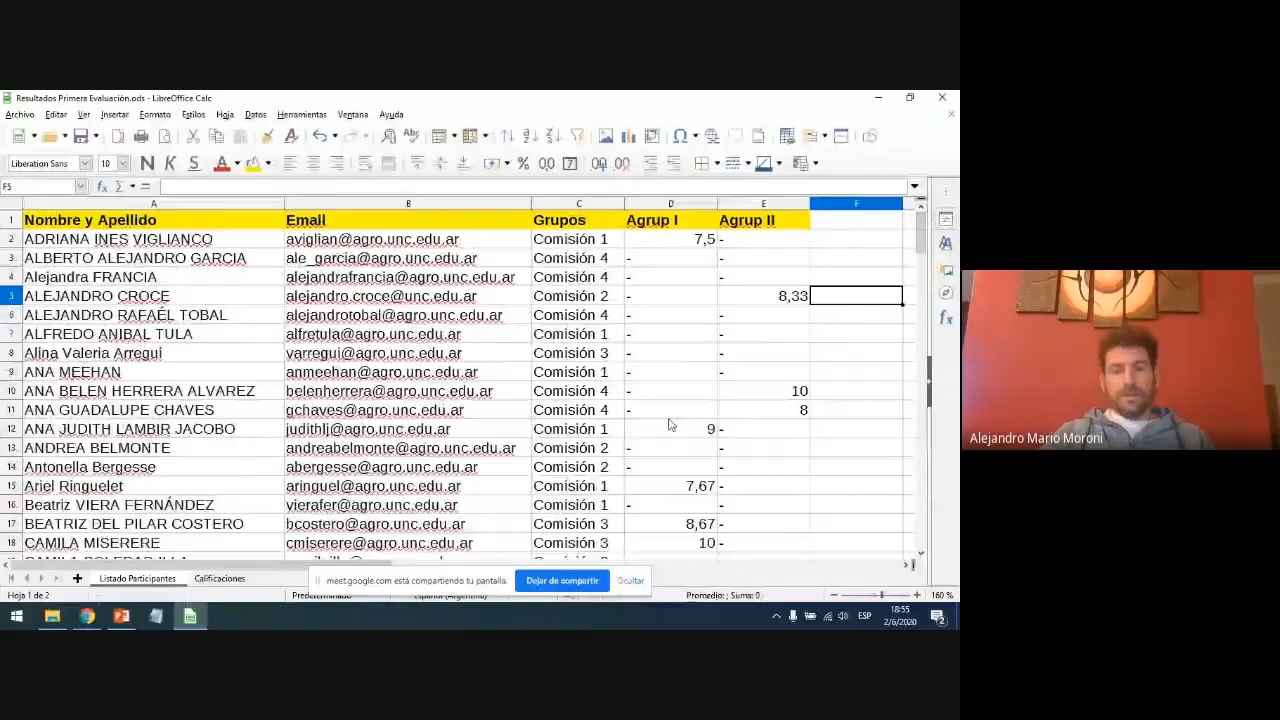 Resultados Primera Evaluación.ods - LibreOffice Calc
Archivo Editar Ver Insertar Formato Estilos Hoja Datos Herramientas Ventana Ayuda
Liberation Sans 10 N K S
F5
A B C D E F
1 Nombre y Apellido Email Grupos Agrup I Agrup II
2 ADRIANA INES VIGLIANCO aviglian@agro.unc.edu.ar Comisión 1 7,5 -
3 ALBERTO ALEJANDRO GARCIA ale_garcia@agro.unc.edu.ar Comisión 4 - -
4 Alejandra FRANCIA alejandrafrancia@agro.unc.edu.ar Comisión 4 - -
5 ALEJANDRO CROCE alejandro.croce@unc.edu.ar Comisión 2 - 8,33
6 ALEJANDRO RAFAÉL TOBAL alejandrotobal@agro.unc.edu.ar Comisión 4 - -
7 ALFREDO ANIBAL TULA alfretula@agro.unc.edu.ar Comisión 1 - -
8 Alina Valeria Arregui varregui@agro.unc.edu.ar Comisión 3 - -
9 ANA MEEHAN anmeehan@agro.unc.edu.ar Comisión 1 - -
10 ANA BELEN HERRERA ALVAREZ belenherrera@agro.unc.edu.ar Comisión 4 - 10
11 ANA GUADALUPE CHAVES gchaves@agro.unc.edu.ar Comisión 4 - 8
12 ANA JUDITH LAMBIR JACOBO judithlj@agro.unc.edu.ar Comisión 1 9 -
13 ANDREA BELMONTE andreabelmonte@agro.unc.edu.ar Comisión 2 - -
14 Antonella Bergesse abergesse@agro.unc.edu.ar Comisión 2 - -
15 Ariel Ringuelet aringuel@agro.unc.edu.ar Comisión 1 7,67 -
16 Beatriz VIERA FERNÁNDEZ vierafer@agro.unc.edu.ar Comisión 1 - -
17 BEATRIZ DEL PILAR COSTERO bcostero@agro.unc.edu.ar Comisión 3 8,67 -
18 CAMILA MISERERE cmiserere@agro.unc.edu.ar Comisión 3 10 -
Listado Participantes Calificaciones
meet.google.com está compartiendo tu pantalla. Dejar de compartir Ocultar
Hoja 1 de 2 Predeterminado Español (Argentina) Promedio: ; Suma: 0 160 %
ESP 18:55
2/6/2020
2
Alejandro Mario Moroni